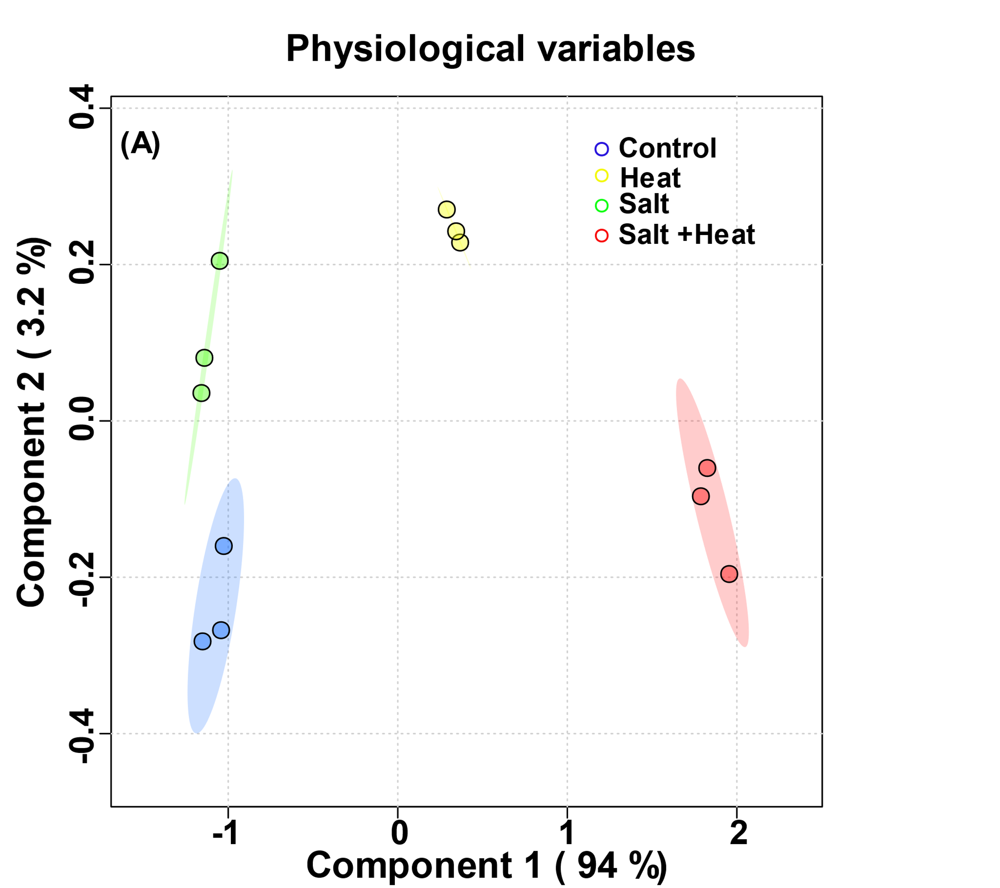 Physiological variables
(A)
Control
Heat
Salt
Salt +Heat
0.4
0.2
0.0
-0.2
-0.4
Component 2 ( 3.2 %)
-1 0 1 2
Component 1 ( 94 %)